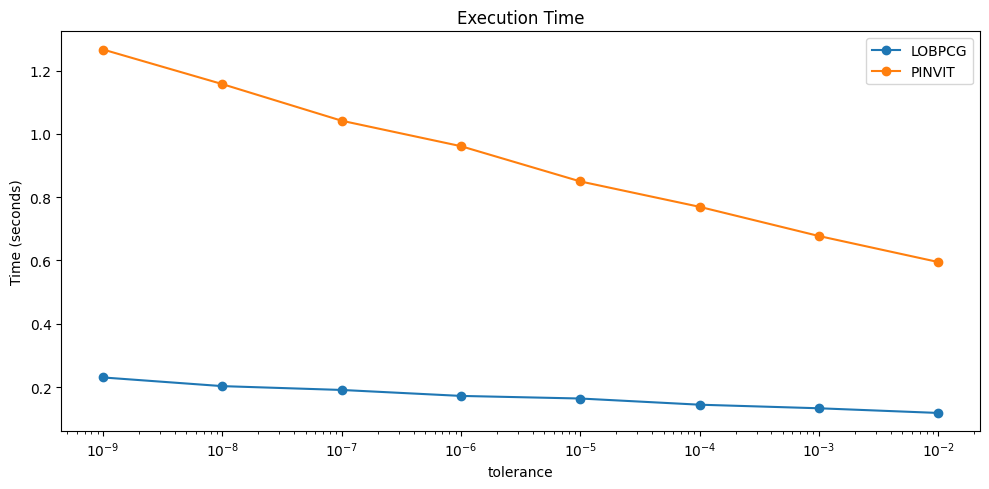 Execution Time
LOBPCG
PINVIT
Time (seconds)
1.2
1.0
0.8
0.6
0.4
0.2
10⁻⁹ 10⁻⁸ 10⁻⁷ 10⁻⁶ 10⁻⁵ 10⁻⁴ 10⁻³ 10⁻²
tolerance